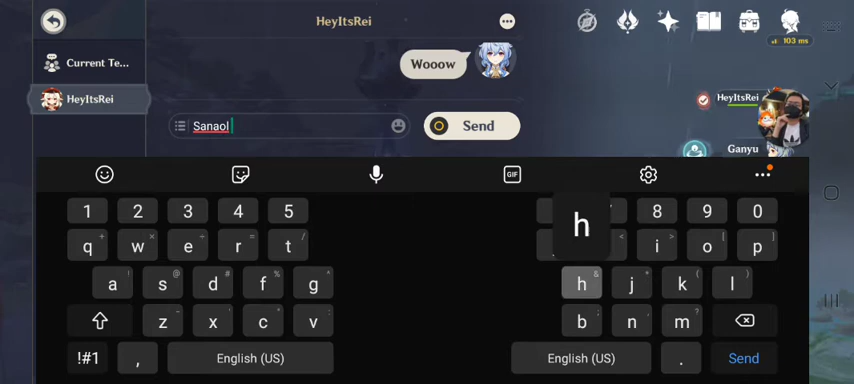 HeyItsRei
103 ms
Current Te...
Wooow
HeyItsRei
HeyItsRei
Sanaol
Send
Ganyu
GIF
1 2 3 4 5 8 9 0
h
q w e r t i o p
a s d f g h j k l
z x c v b n m
!#1 , English (US) English (US) . Send